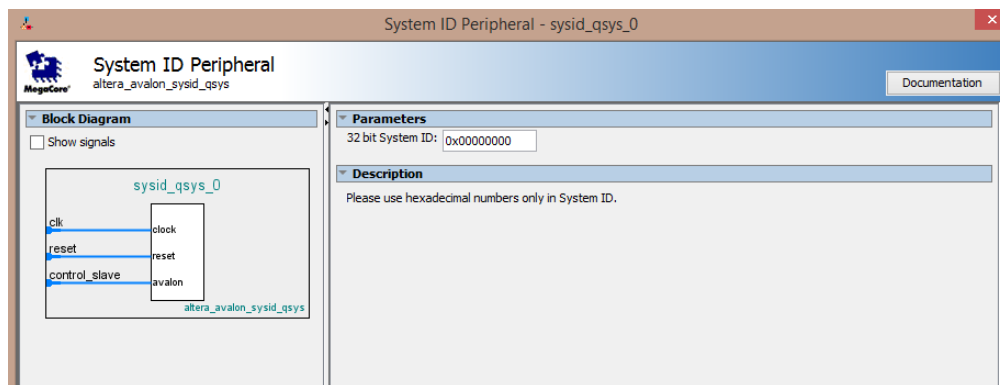 System ID Peripheral - sysid_qsys_0
System ID Peripheral
altera_avalon_sysid_qsys
MegaCore®
Documentation
Block Diagram
Show signals
sysid_qsys_0
clk
clock
reset
reset
control_slave
avalon
altera_avalon_sysid_qsys
Parameters
32 bit System ID: 0x00000000
Description
Please use hexadecimal numbers only in System ID.